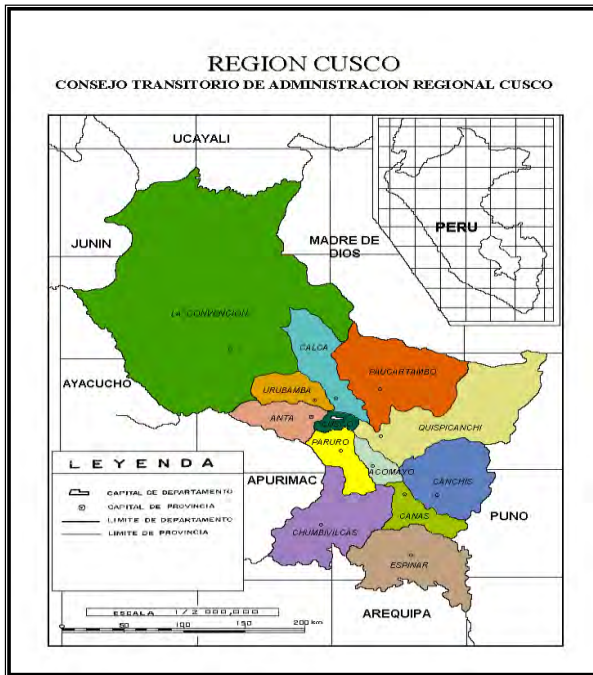 REGION CUSCO
CONSEJO TRANSITORIO DE ADMINISTRACION REGIONAL CUSCO
UCAYALI
JUNIN
MADRE DE
DIOS
PERU
LA CONVENCION
CALCA
PAUCARTAMBO
AYACUCHO
URUBAMBA
ANTA
QUISPICANCHI
PARURO
ACOMAYO
CANCHIS
APURIMAC
CANAS
PUNO
CHUMBIVILCAS
ESPINAR
AREQUIPA
LEYENDA
CAPITAL DE DEPARTAMENTO
CAPITAL DE PROVINCIA
LIMITE DE DEPARTAMENTO
LIMITE DE PROVINCIA
ESCALA 1/2 000,000
0 50 100 150 200 km